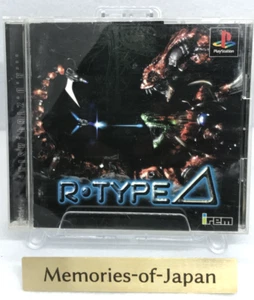 PlayStation
R·TYPE Δ
irem
Memories-of-Japan